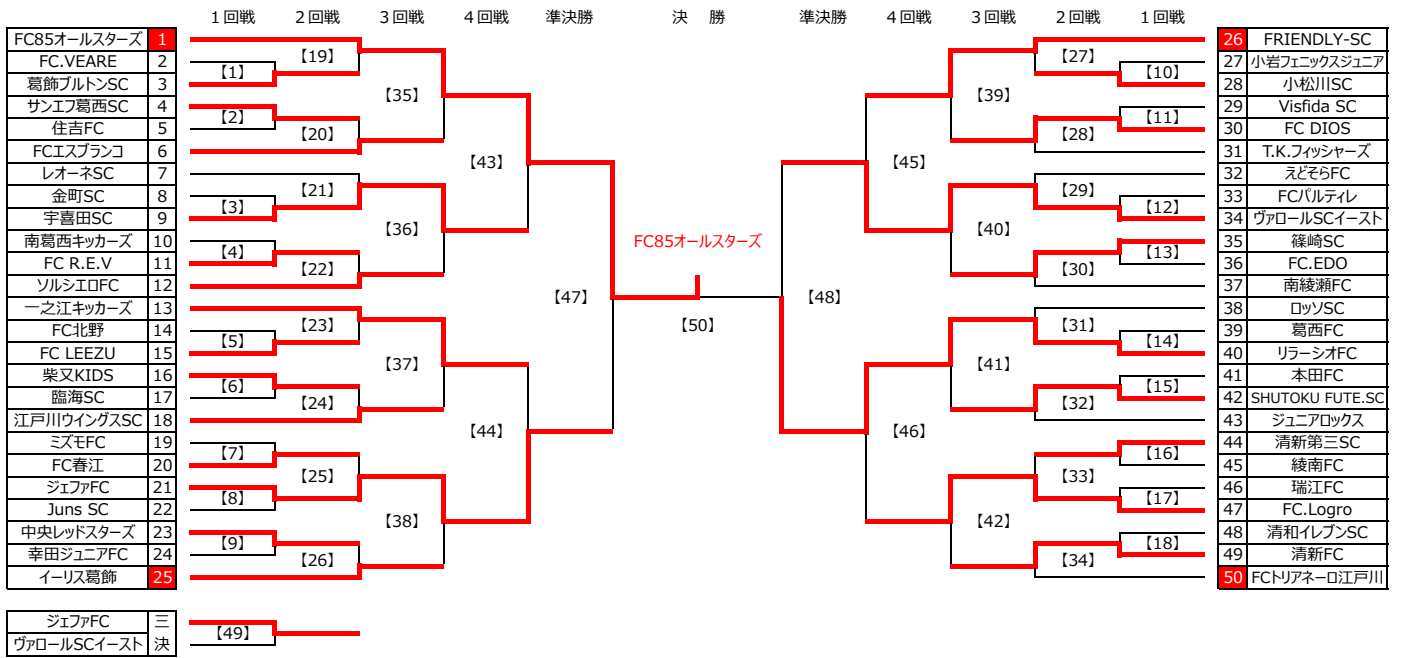 1回戦 2回戦 3回戦 4回戦 準決勝 決 勝 準決勝 4回戦 3回戦 2回戦 1回戦
FC85オールスターズ 1
FC.VEARE 2
葛飾ブルトンSC 3
サンエフ葛西SC 4
住吉FC 5
FCエスブランコ 6
レオーネSC 7
金町SC 8
宇喜田SC 9
南葛西キッカーズ 10
FC R.E.V 11
ソルシエロFC 12
一之江キッカーズ 13
FC北野 14
FC LEEZU 15
柴又KIDS 16
臨海SC 17
江戸川ウイングスSC 18
ミズモFC 19
FC春江 20
ジェファFC 21
Juns SC 22
中央レッドスターズ 23
幸田ジュニアFC 24
イーリス葛飾 25
【1】
【2】
【3】
【4】
【5】
【6】
【7】
【8】
【9】
【19】
【20】
【21】
【22】
【23】
【24】
【25】
【26】
【35】
【36】
【37】
【38】
【43】
【44】
【47】
FC85オールスターズ
【50】
【48】
【45】
【46】
【39】
【40】
【41】
【42】
【27】
【28】
【29】
【30】
【31】
【32】
【33】
【34】
【10】
【11】
【12】
【13】
【14】
【15】
【16】
【17】
【18】
26 FRIENDLY-SC
27 小岩フェニックスジュニア
28 小松川SC
29 Visfida SC
30 FC DIOS
31 T.K.フィッシャーズ
32 えどそらFC
33 FCパルティレ
34 ヴァロールSCイースト
35 篠崎SC
36 FC.EDO
37 南綾瀬FC
38 ロッソSC
39 葛西FC
40 リラーシオFC
41 本田FC
42 SHUTOKU FUTE.SC
43 ジュニアロックス
44 清新第三SC
45 綾南FC
46 瑞江FC
47 FC.Logro
48 清和イレブンSC
49 清新FC
50 FCトリアネーロ江戸川
ジェファFC 三
ヴァロールSCイースト 決
【49】